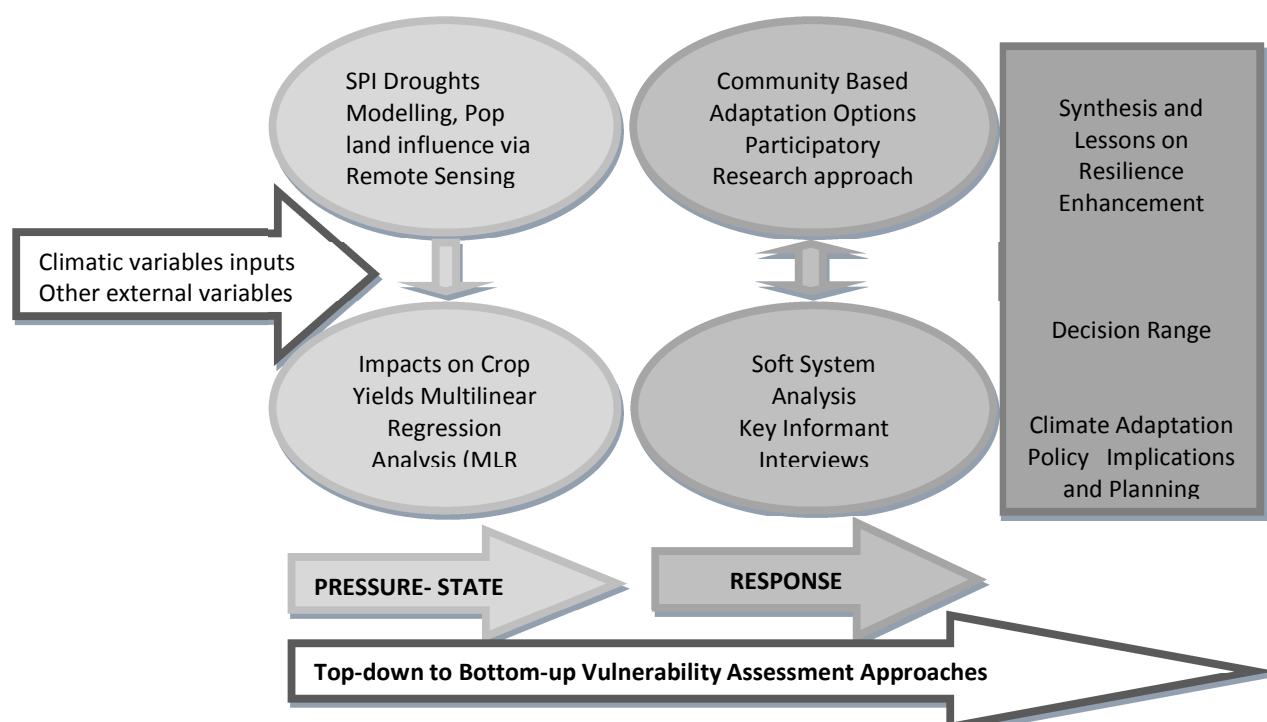 SPI Droughts
Modelling, Pop
land influence via
Remote Sensing
Community Based
Adaptation Options
Participatory
Research approach
Synthesis and
Lessons on
Resilience
Enhancement
Climatic variables inputs
Other external variables
Decision Range
Impacts on Crop
Yields Multilinear
Regression
Analysis (MLR
Soft System
Analysis
Key Informant
Interviews
Climate Adaptation
Policy Implications
and Planning
PRESSURE- STATE
RESPONSE
Top-down to Bottom-up Vulnerability Assessment Approaches